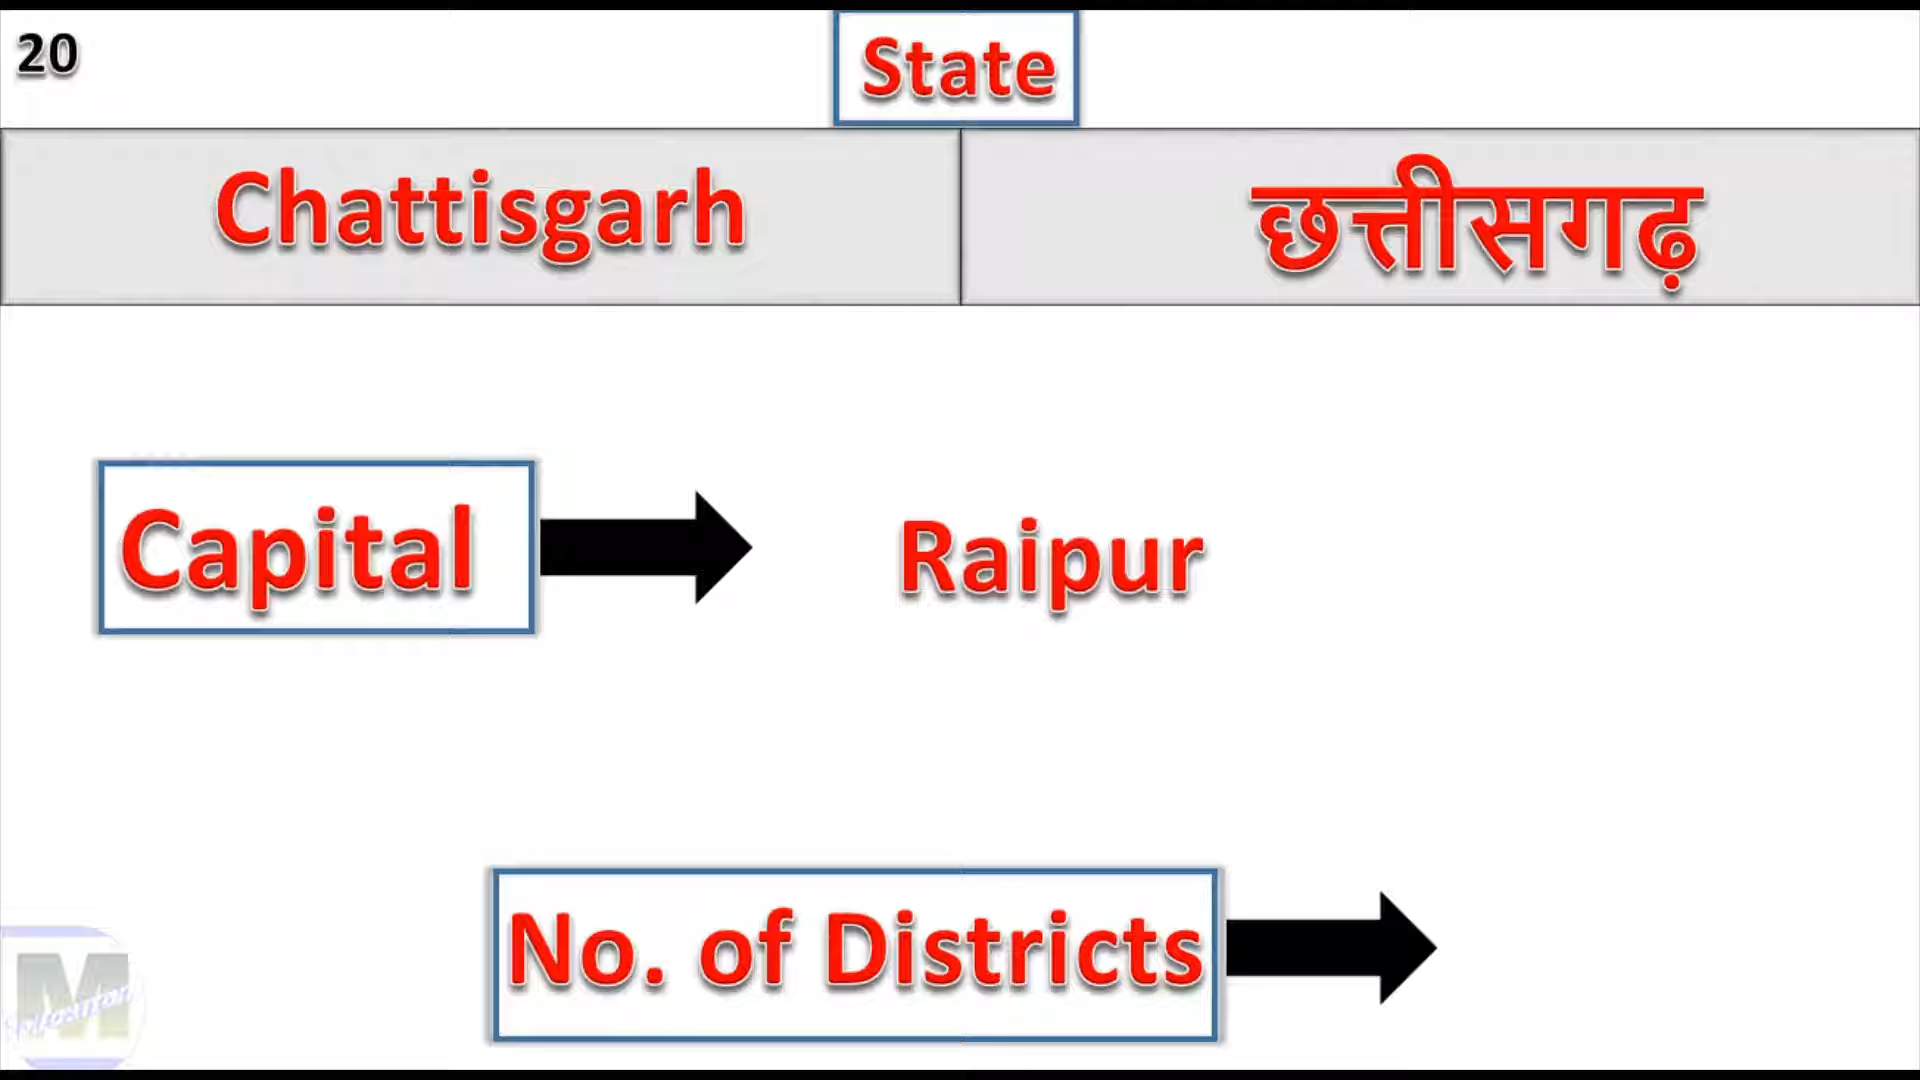 20
State
Chattisgarh
छत्तीसगढ़
Capital
Raipur
No. of Districts
M